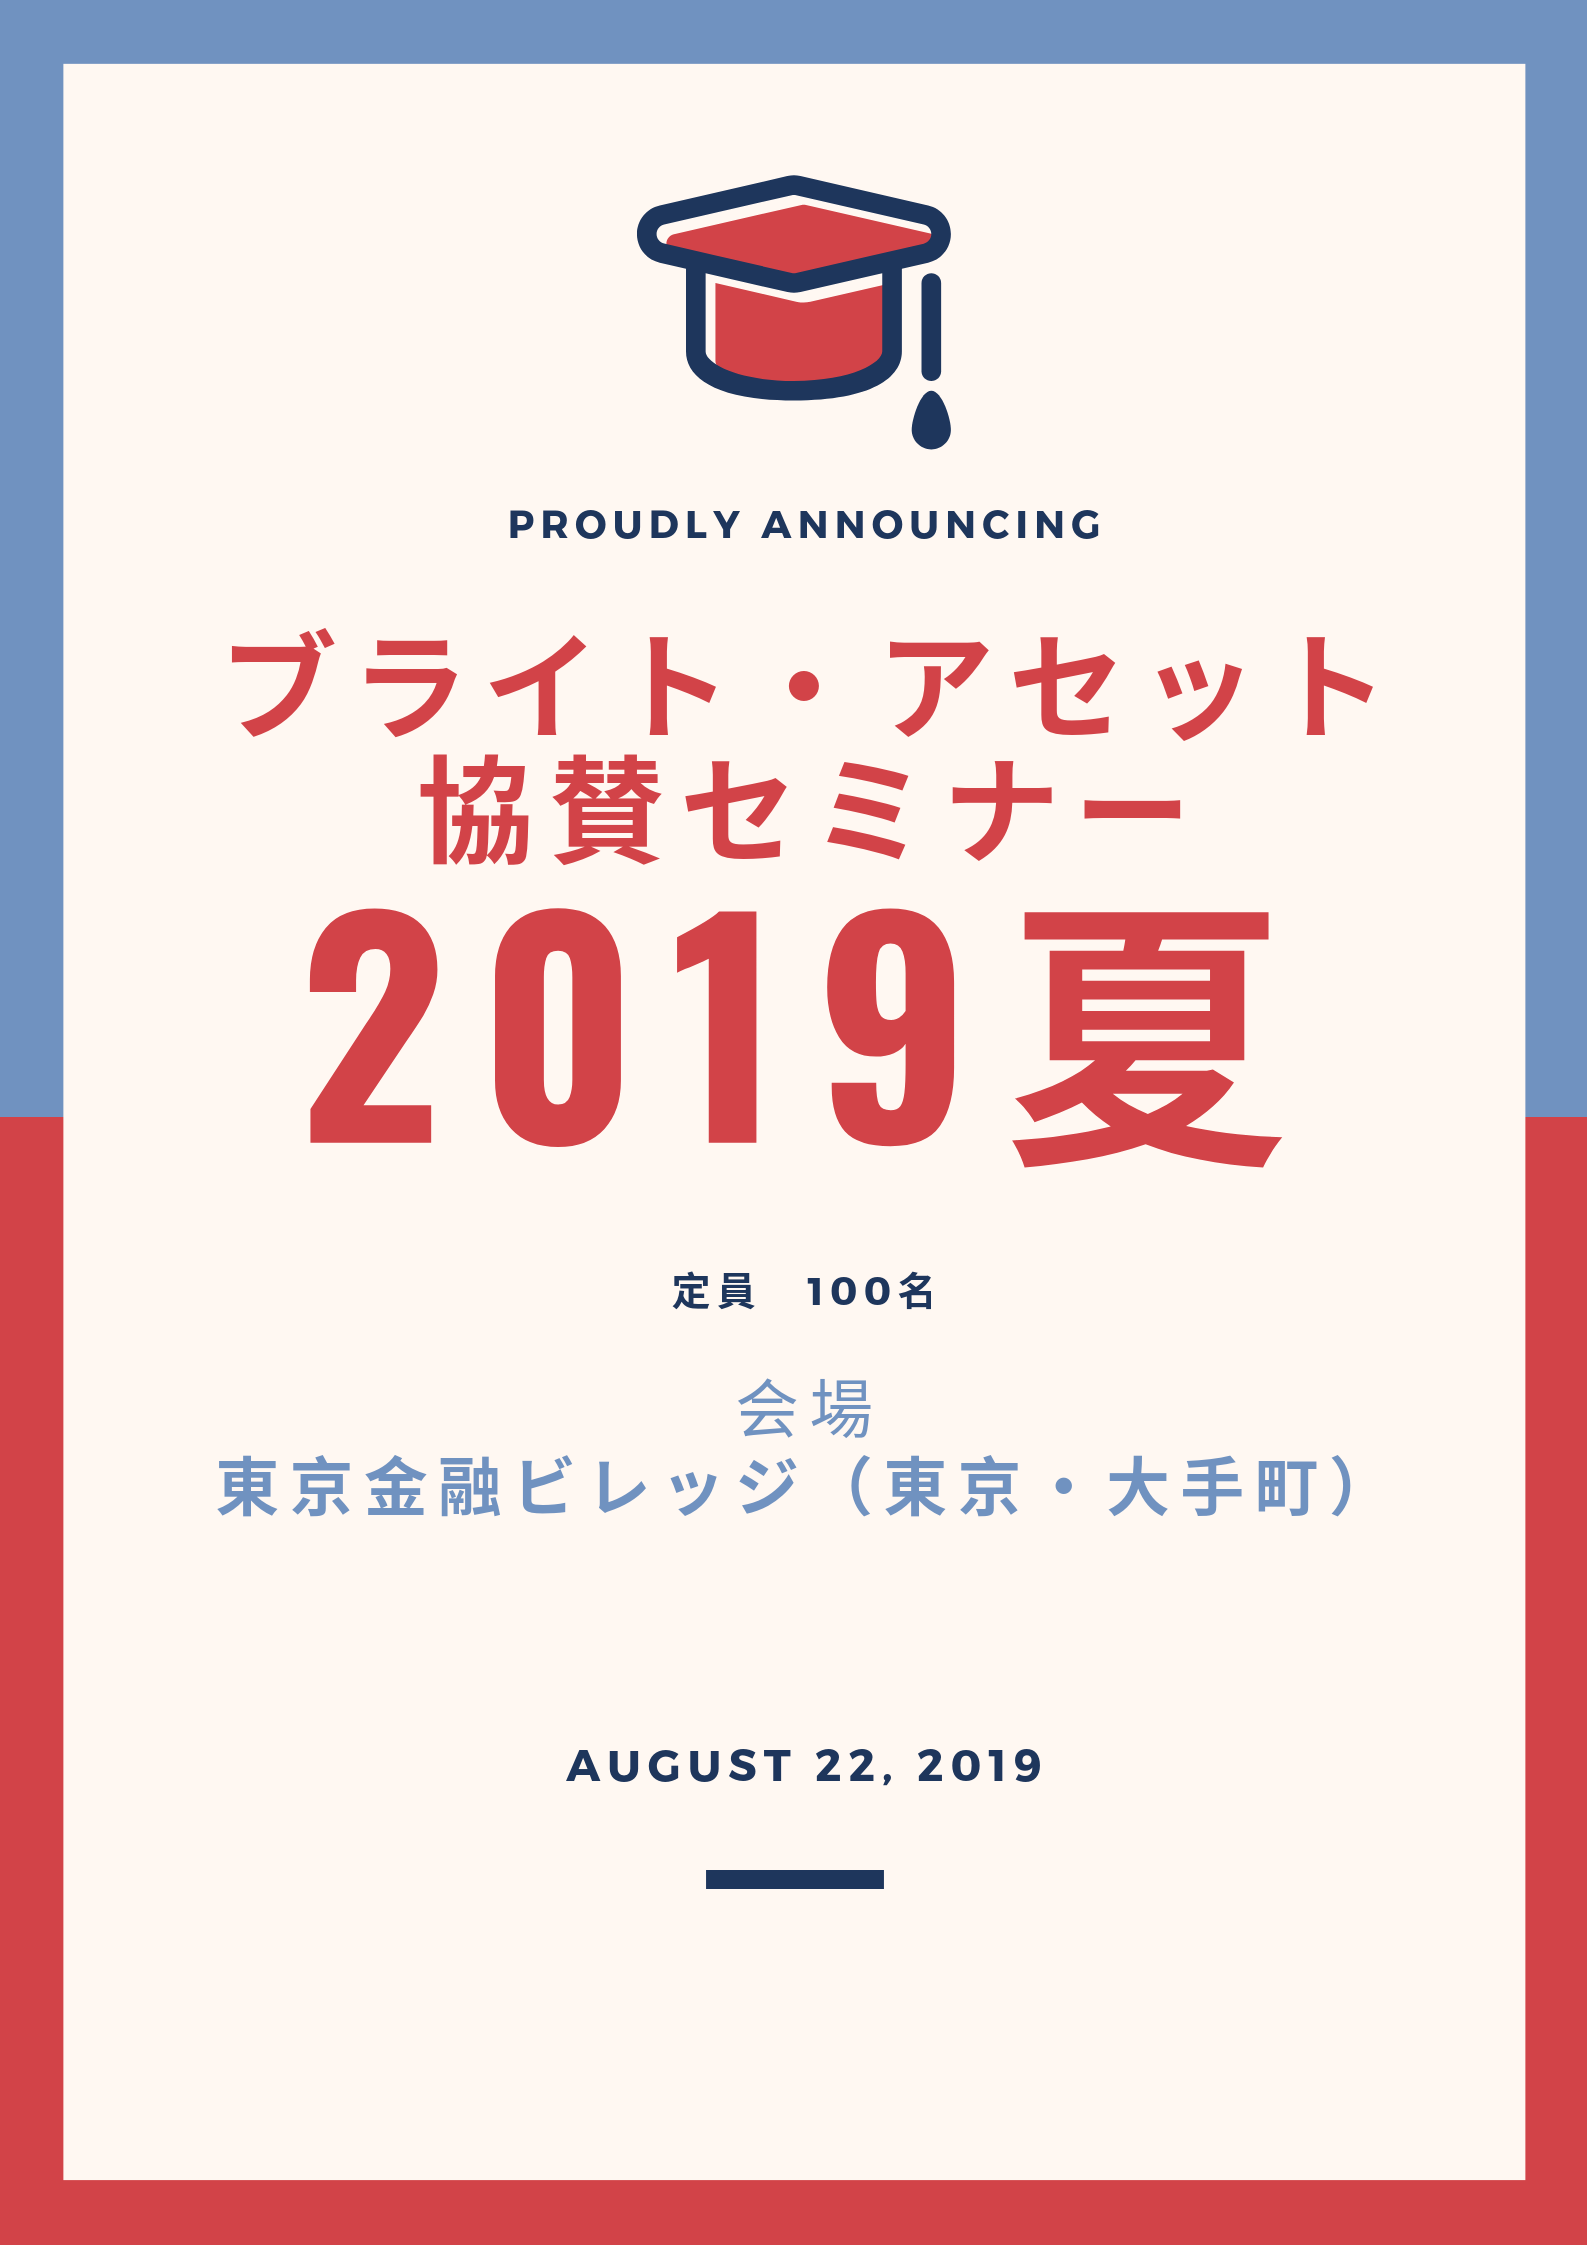 PROUDLY ANNOUNCING
ブライト・アセット
協賛セミナー
2019夏
定員　100名
会場
東京金融ビレッジ（東京・大手町）
AUGUST 22, 2019